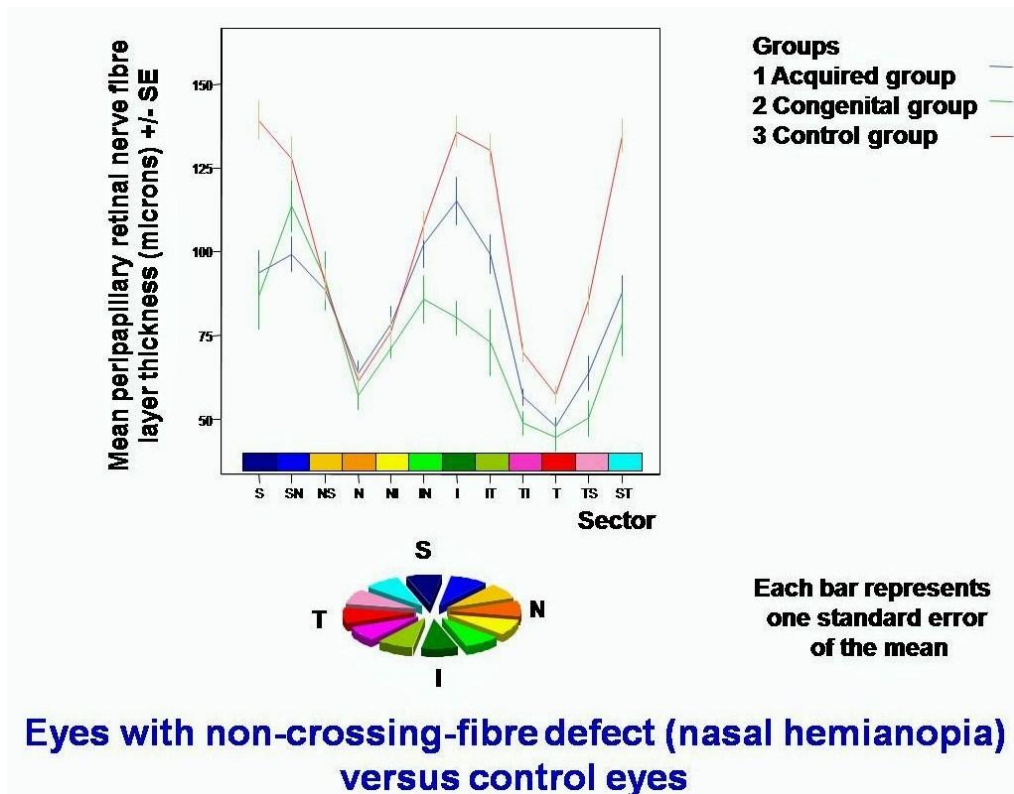 Mean peripapillary retinal nerve fibre
layer thickness (microns) +/- SE
150
125
100
75
50
S SN NS N NI IN I IT TI T TS ST
Sector
Groups
1 Acquired group
2 Congenital group
3 Control group
S
T
N
I
Each bar represents
one standard error
of the mean
Eyes with non-crossing-fibre defect (nasal hemianopia)
versus control eyes